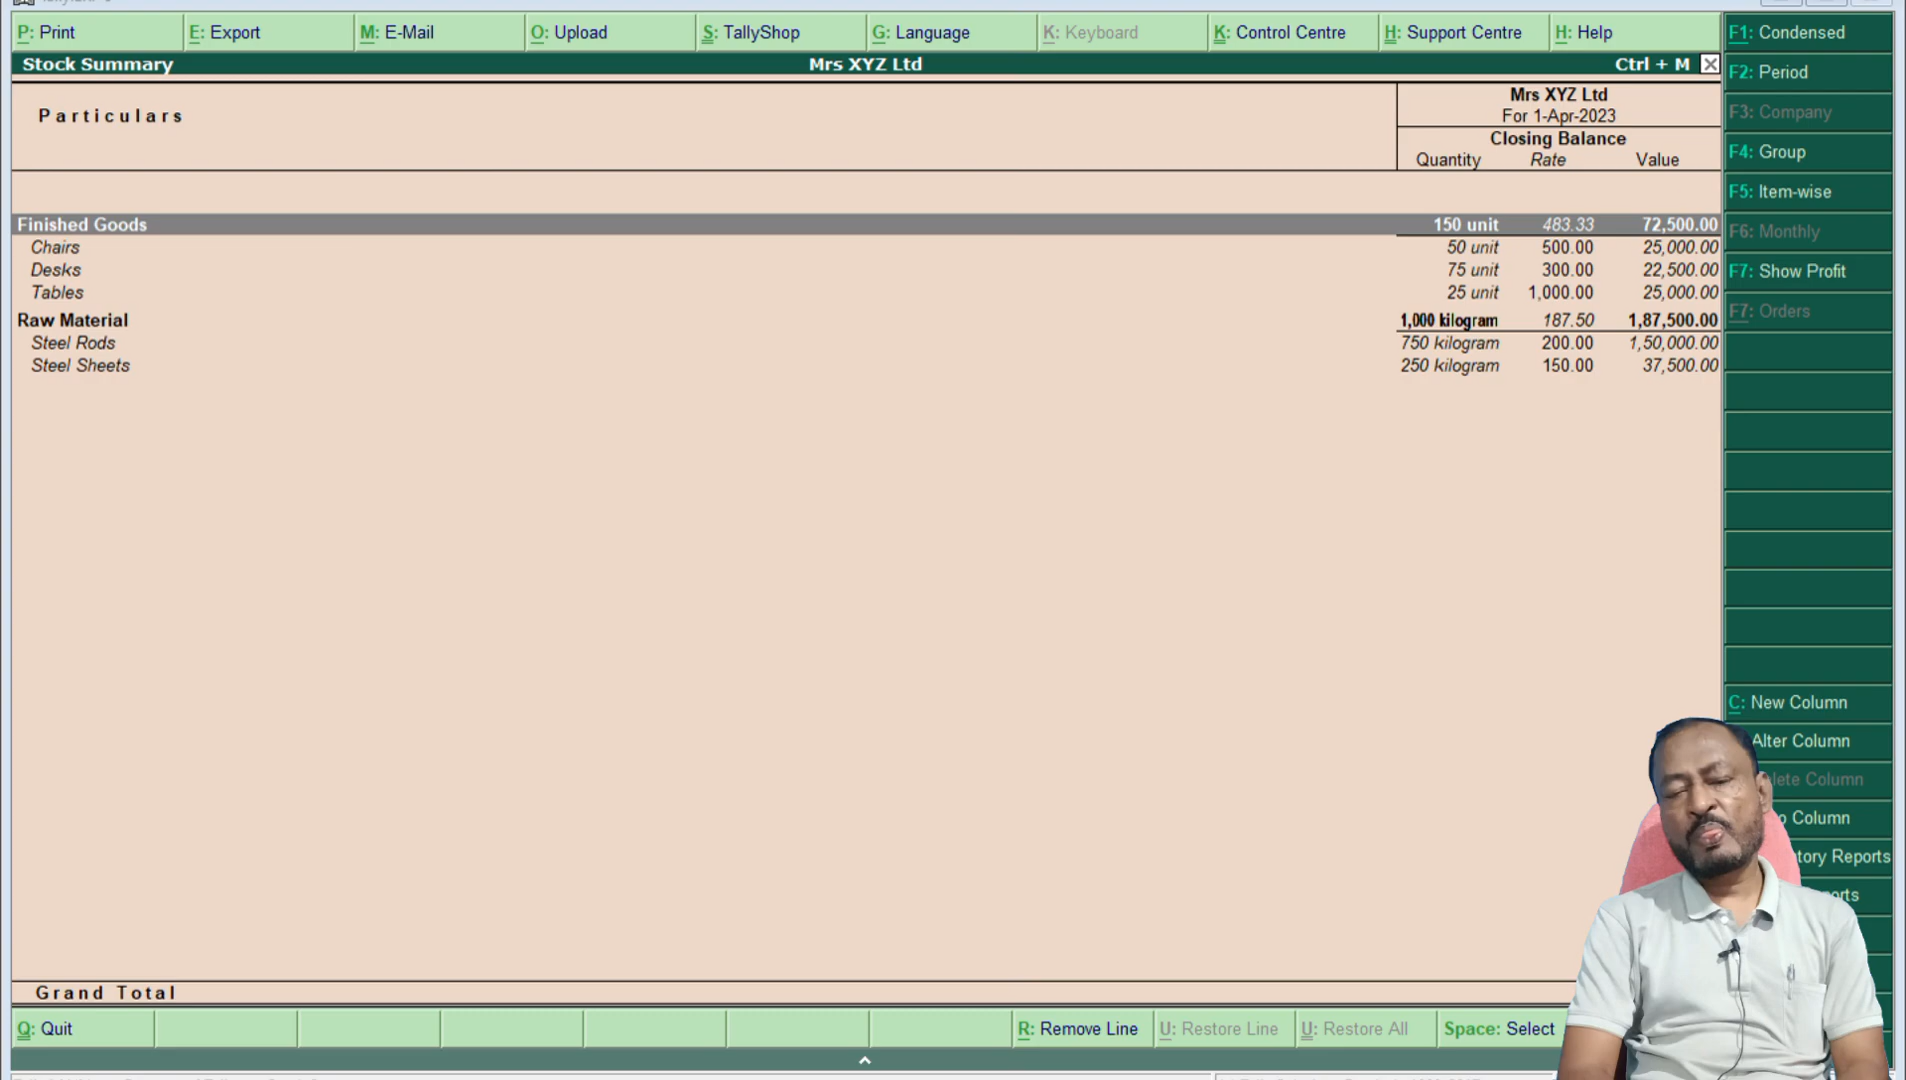 P: Print E: Export M: E-Mail O: Upload S: TallyShop G: Language K: Keyboard K: Control Centre H: Support Centre H: Help
Stock Summary Mrs XYZ Ltd Ctrl + M
Particulars
Mrs XYZ Ltd
For 1-Apr-2023
Closing Balance
Quantity Rate Value
Finished Goods 150 unit 483.33 72,500.00
Chairs 50 unit 500.00 25,000.00
Desks 75 unit 300.00 22,500.00
Tables 25 unit 1,000.00 25,000.00
Raw Material 1,000 kilogram 187.50 1,87,500.00
Steel Rods 750 kilogram 200.00 1,50,000.00
Steel Sheets 250 kilogram 150.00 37,500.00
Grand Total
Q: Quit R: Remove Line U: Restore Line U: Restore All Space: Select
F1: Condensed
F2: Period
F3: Company
F4: Group
F5: Item-wise
F6: Monthly
F7: Show Profit
F7: Orders
C: New Column
Alter Column
Column
Column
Reports